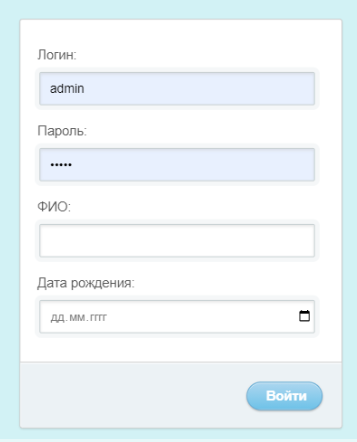 Логин:
admin
Пароль:
•••••
ФИО:
Дата рождения:
дд.мм.гггг
Войти